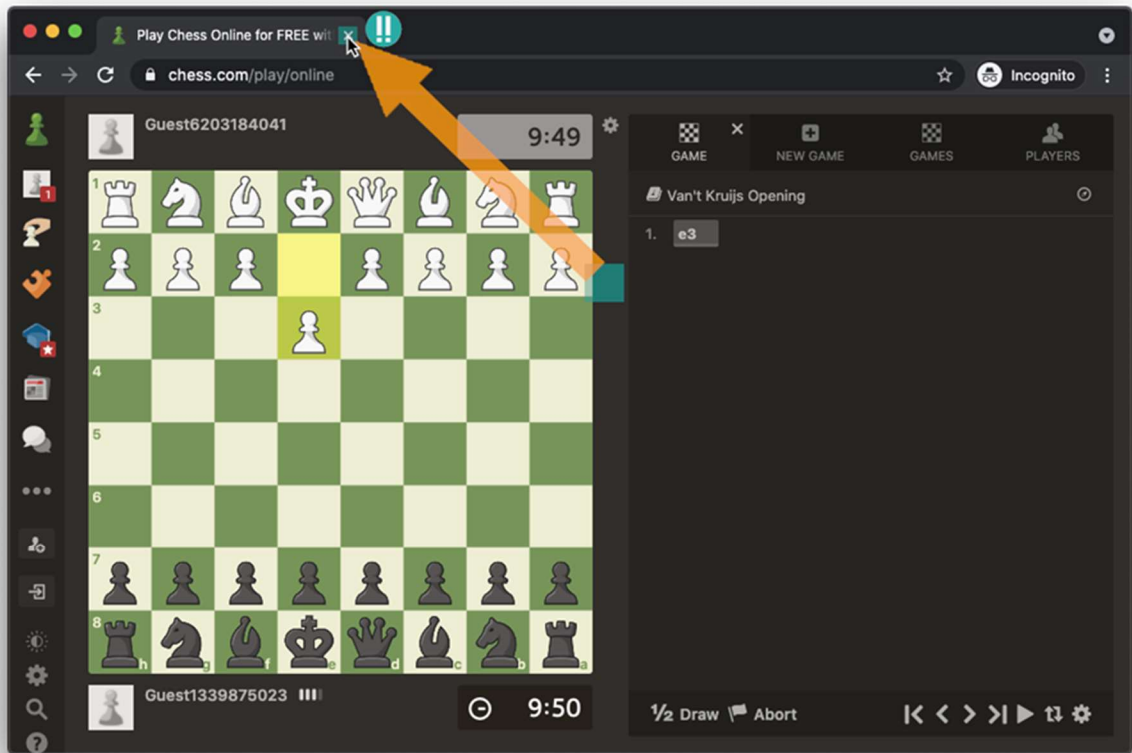 Play Chess Online for FREE wit
!!
chess.com/play/online
Incognito
Guest6203184041
9:49
1
GAME
NEW GAME
GAMES
PLAYERS
Van't Kruijs Opening
1. e3
1
2
3
4
5
6
7
8
h g f e d c b a
Guest1339875023
9:50
½ Draw
Abort
?